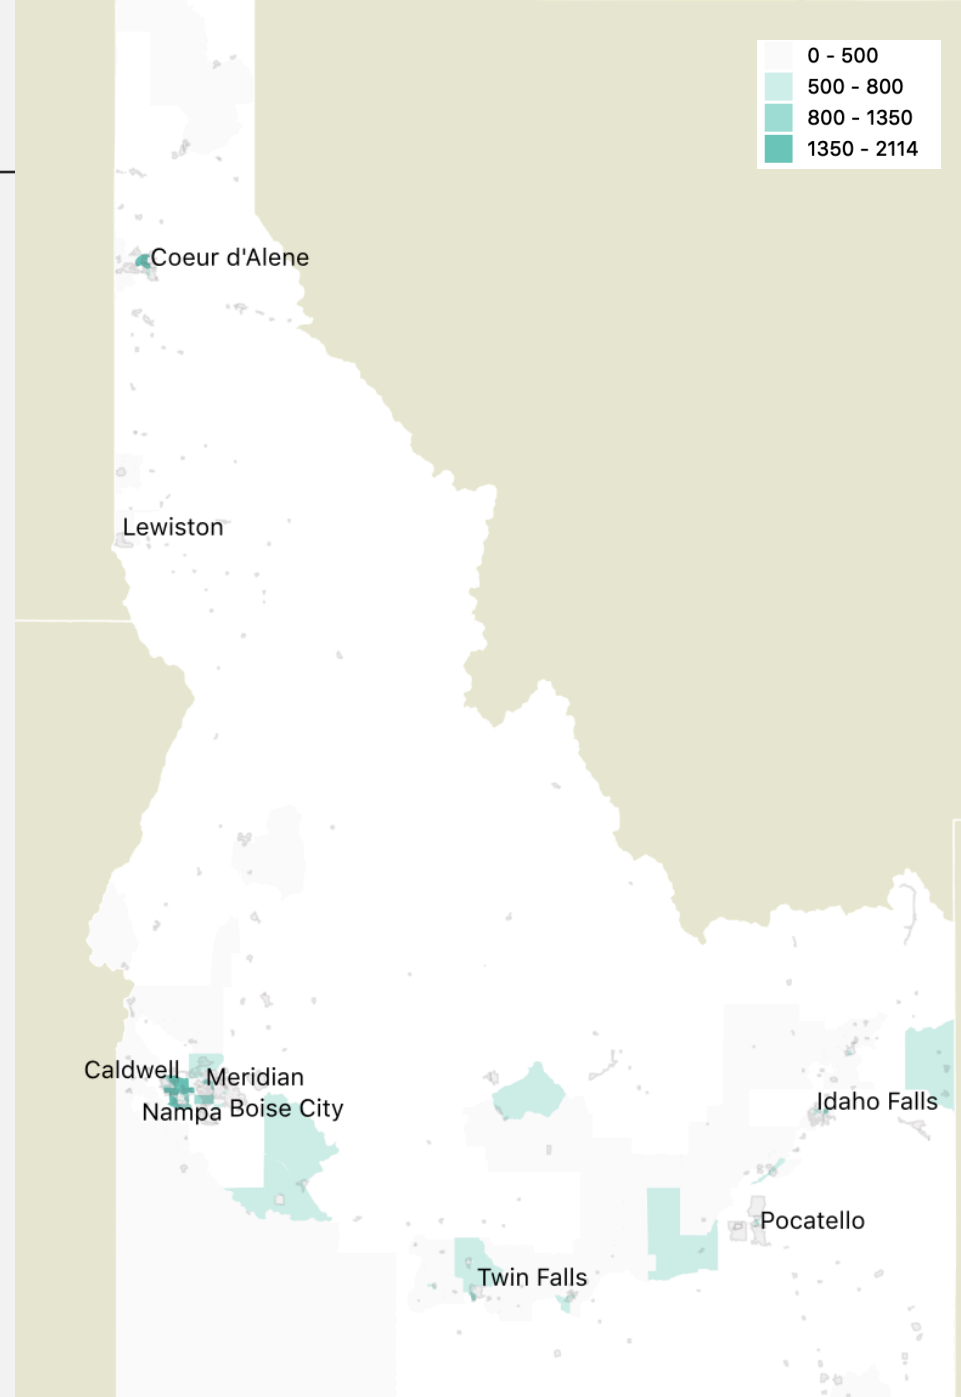 0 - 500
500 - 800
800 - 1350
1350 - 2114
Coeur d'Alene
Lewiston
Caldwell
Meridian
Nampa
Boise City
Idaho Falls
Pocatello
Twin Falls